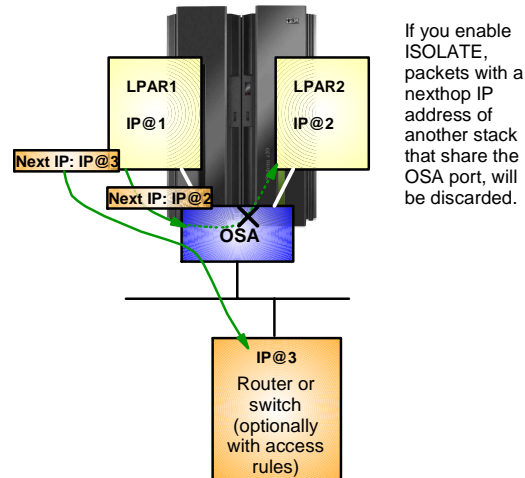 If you enable
ISOLATE,
packets with a
nexthop IP
address of
another stack
that share the
OSA port, will
be discarded.
LPAR1
IP@1
LPAR2
IP@2
Next IP: IP@3
Next IP: IP@2
OSA
IP@3
Router or
switch
(optionally
with access
rules)